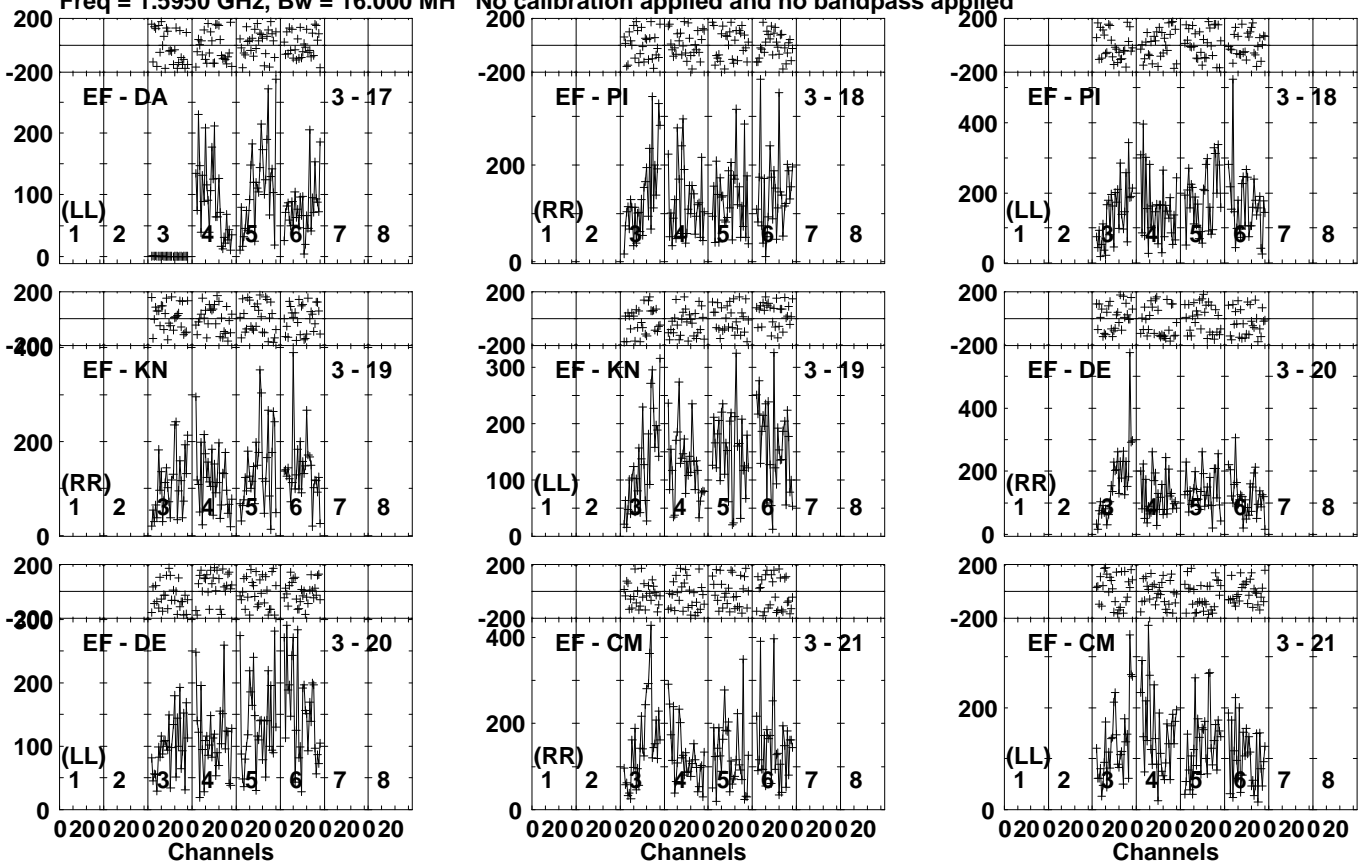 Freq = 1.5950 GHz, Bw = 16.000 MH No calibration applied and no bandpass applied
200 200 200
-200 -200 -200
EF - DA 3 - 17 EF - PI 3 - 18 EF - PI 3 - 18
200 400
200
100 200
(LL) (RR) (LL)
1 2 3 4 5 6 7 8 1 2 3 4 5 6 7 8 1 2 3 4 5 6 7 8
0 0 0
200 200 200
-200 -200 -200
400
EF - KN 3 - 19 EF - KN 3 - 19 EF - DE 3 - 20
300 400
200 200 200
100
(RR) (LL) (RR)
1 2 3 4 5 6 7 8 1 2 3 4 5 6 7 8 1 2 3 4 5 6 7 8
0 0 0
200 200 200
-200 -200 -200
300
EF - DE 3 - 20 EF - CM 3 - 21 EF - CM 3 - 21
400
200 200 200
100
(LL) (RR) (LL)
1 2 3 4 5 6 7 8 1 2 3 4 5 6 7 8 1 2 3 4 5 6 7 8
0 0 0
0 20 0 20 0 20 0 20 0 20 0 20 0 20 0 20 0 20 0 20 0 20 0 20 0 20 0 20 0 20 0 20 0 20 0 20 0 20 0 20 0 20 0 20 0 20 0 20
Channels Channels Channels